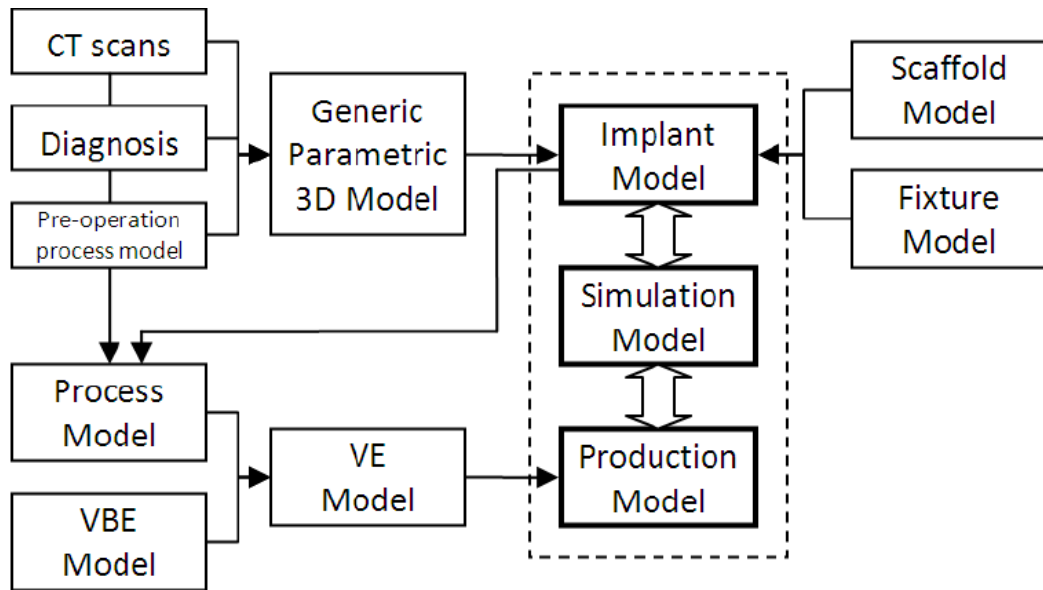 CT scans
Diagnosis
Pre-operation
process model
Generic
Parametric
3D Model
Implant
Model
Scaffold
Model
Fixture
Model
Simulation
Model
Process
Model
VBE
Model
VE
Model
Production
Model